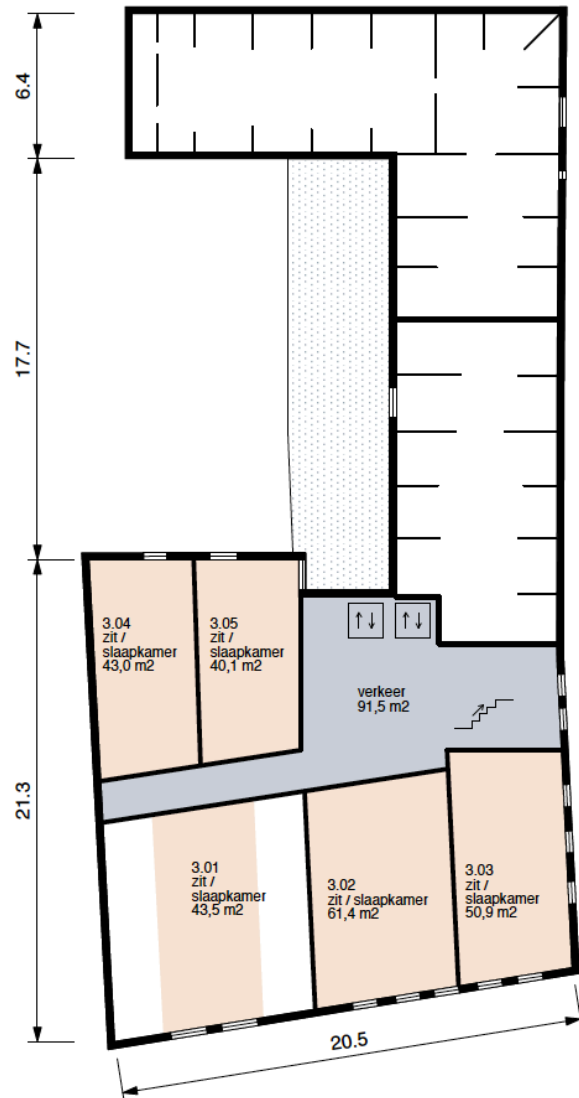 6.4
17.7
21.3
3.04
zit /
slaapkamer
43,0 m2
3.05
zit /
slaapkamer
40,1 m2
verkeer
91,5 m2
3.01
zit /
slaapkamer
43,5 m2
3.02
zit / slaapkamer
61,4 m2
3.03
zit /
slaapkamer
50,9 m2
20.5